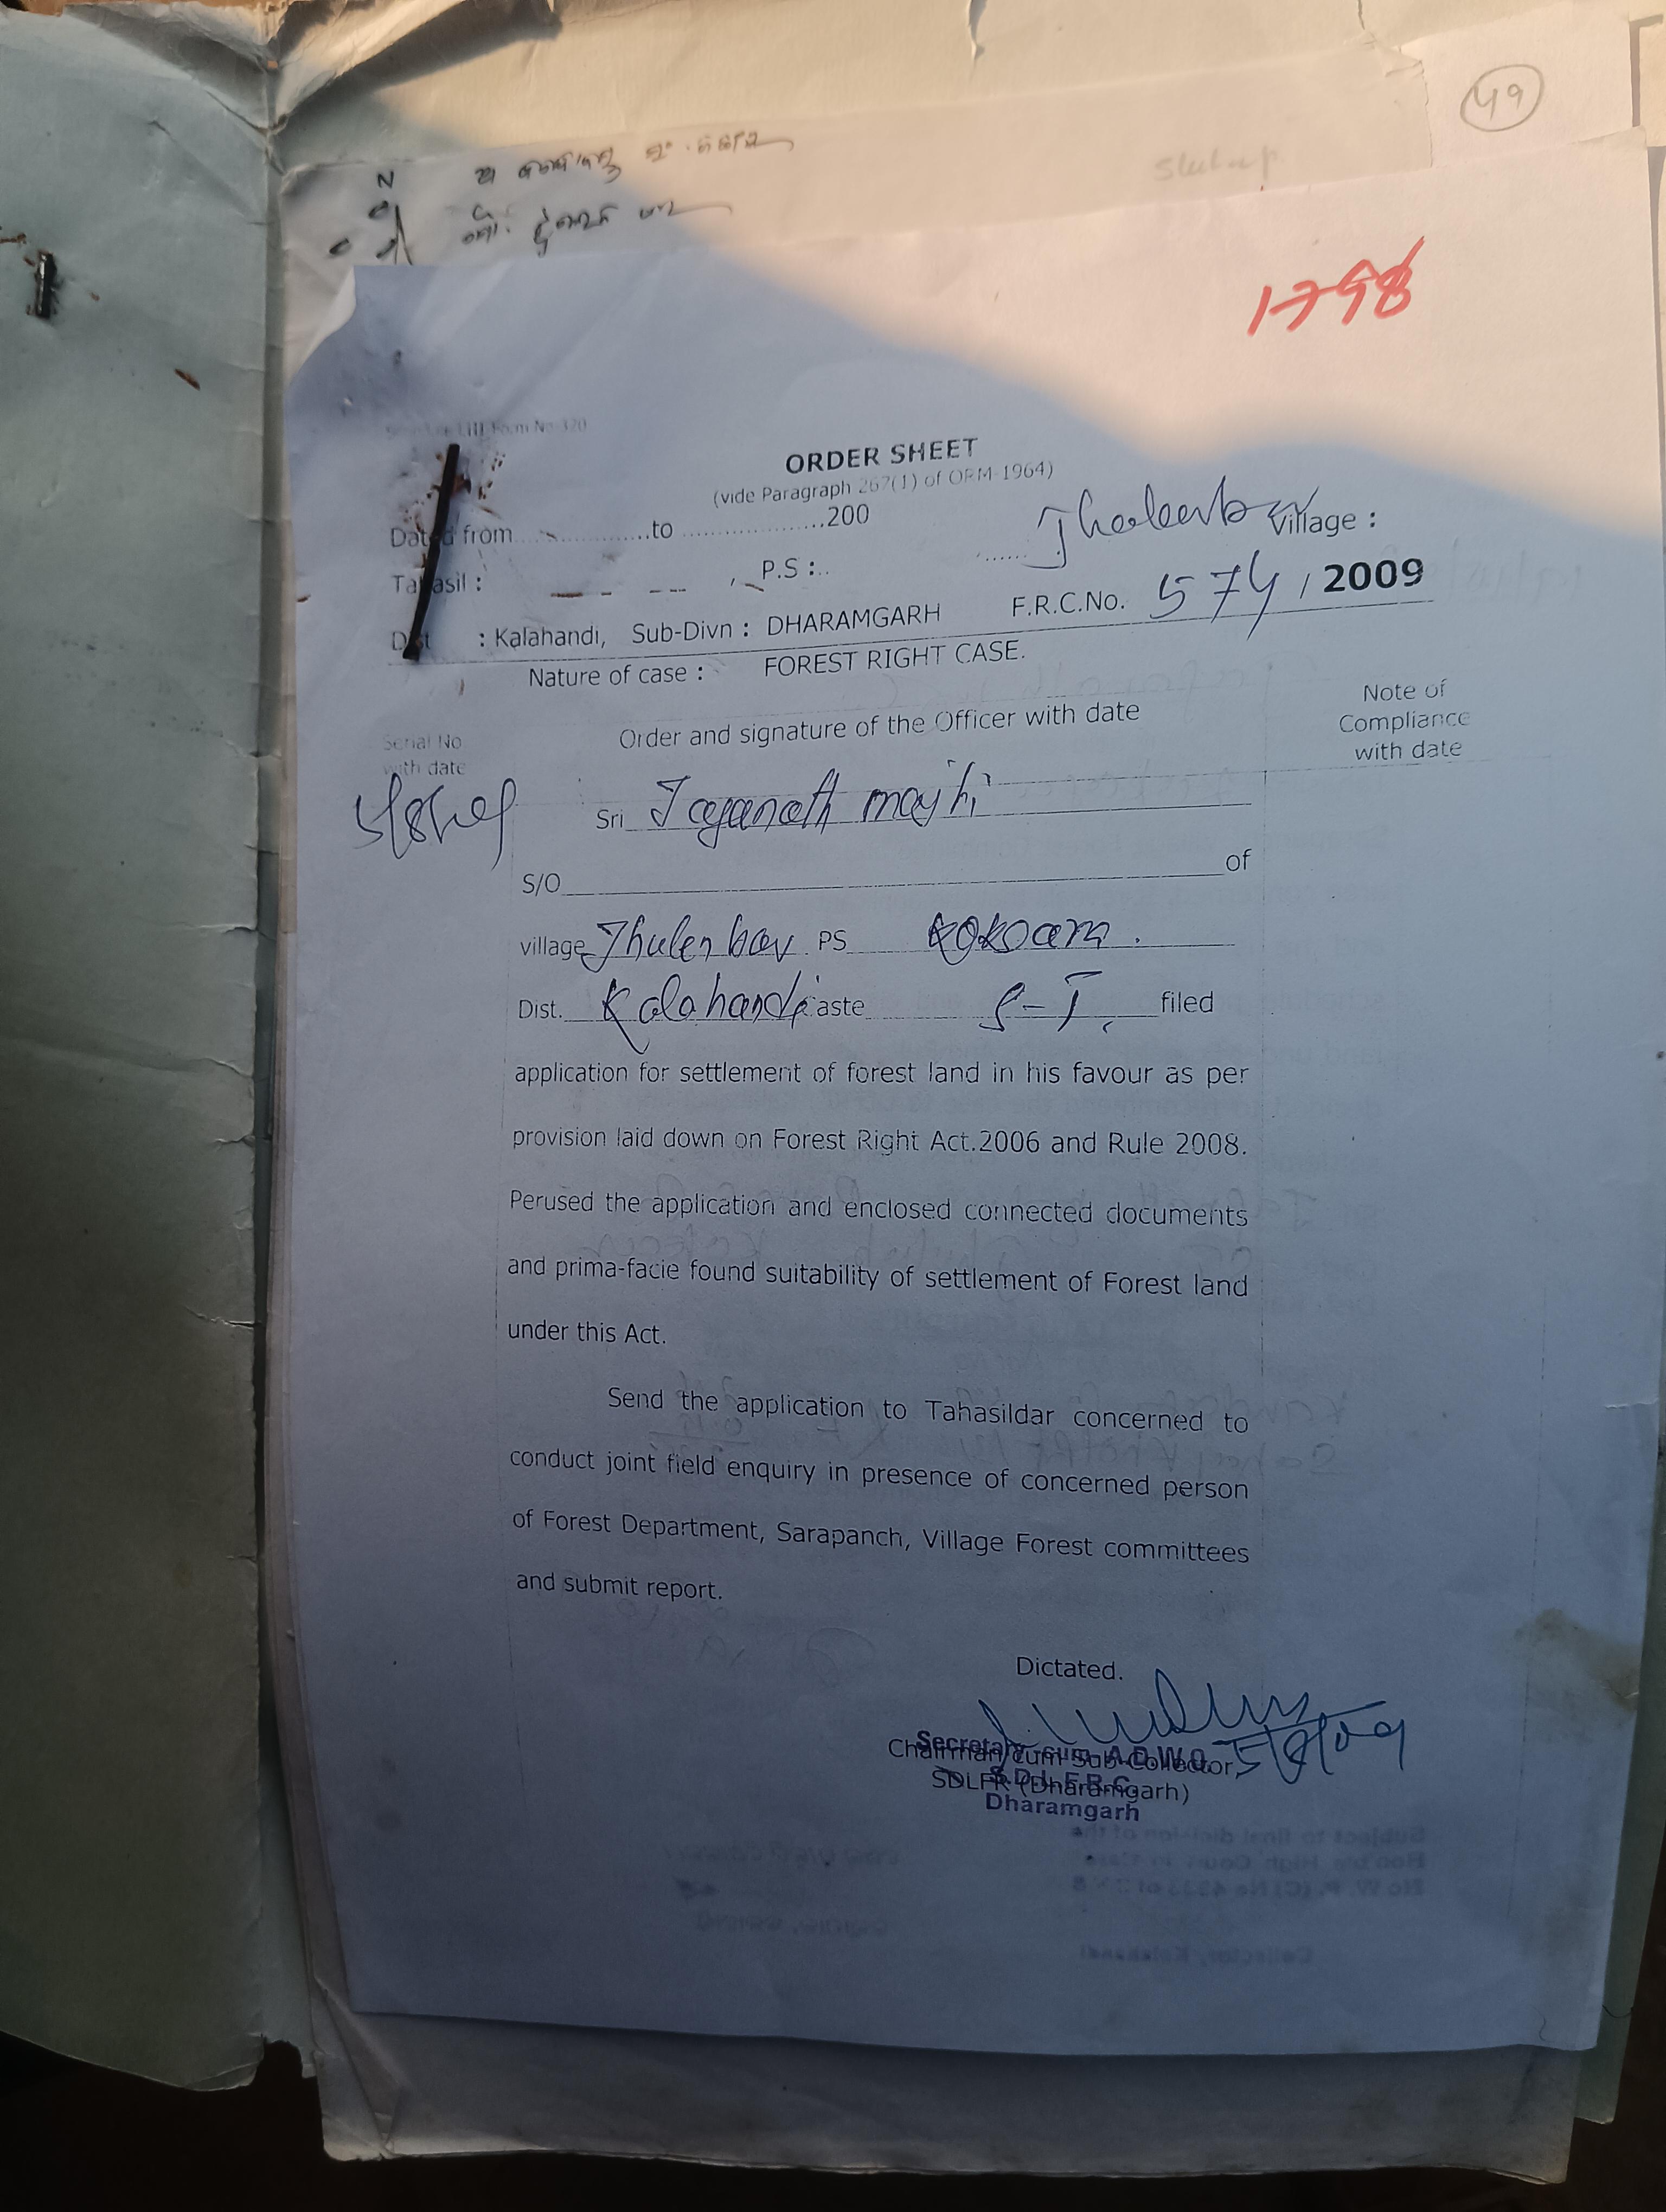 49
N
1798
Schedule LIII Form No-320
ORDER SHEET
(vide Paragraph 267(1) of ORM-1964)
Dated from ............... to ................... 200
Village :
Tahasil : P.S :..
Dist : Kalahandi, Sub-Divn : DHARAMGARH F.R.C.No. 574 / 2009
Nature of case : FOREST RIGHT CASE.
Serial No with date
Order and signature of the Officer with date
Note of Compliance with date
5/8/09
Sri Jaganath majhi
S/O of
village Jhulenbar PS Koksara.
Dist. Kalahandi Caste S-T. filed
application for settlement of forest land in his favour as per
provision laid down on Forest Right Act.2006 and Rule 2008.
Perused the application and enclosed connected documents
and prima-facie found suitability of settlement of Forest land
under this Act.
Send the application to Tahasildar concerned to
conduct joint field enquiry in presence of concerned person
of Forest Department, Sarapanch, Village Forest committees
and submit report.
Dictated.
5/8/09
Chairman cum Sub-Collector,
SDLFR (Dharamgarh)
Secretary-cum-A.D.W.O.
S.D.L.F.R.C.
Dharamgarh